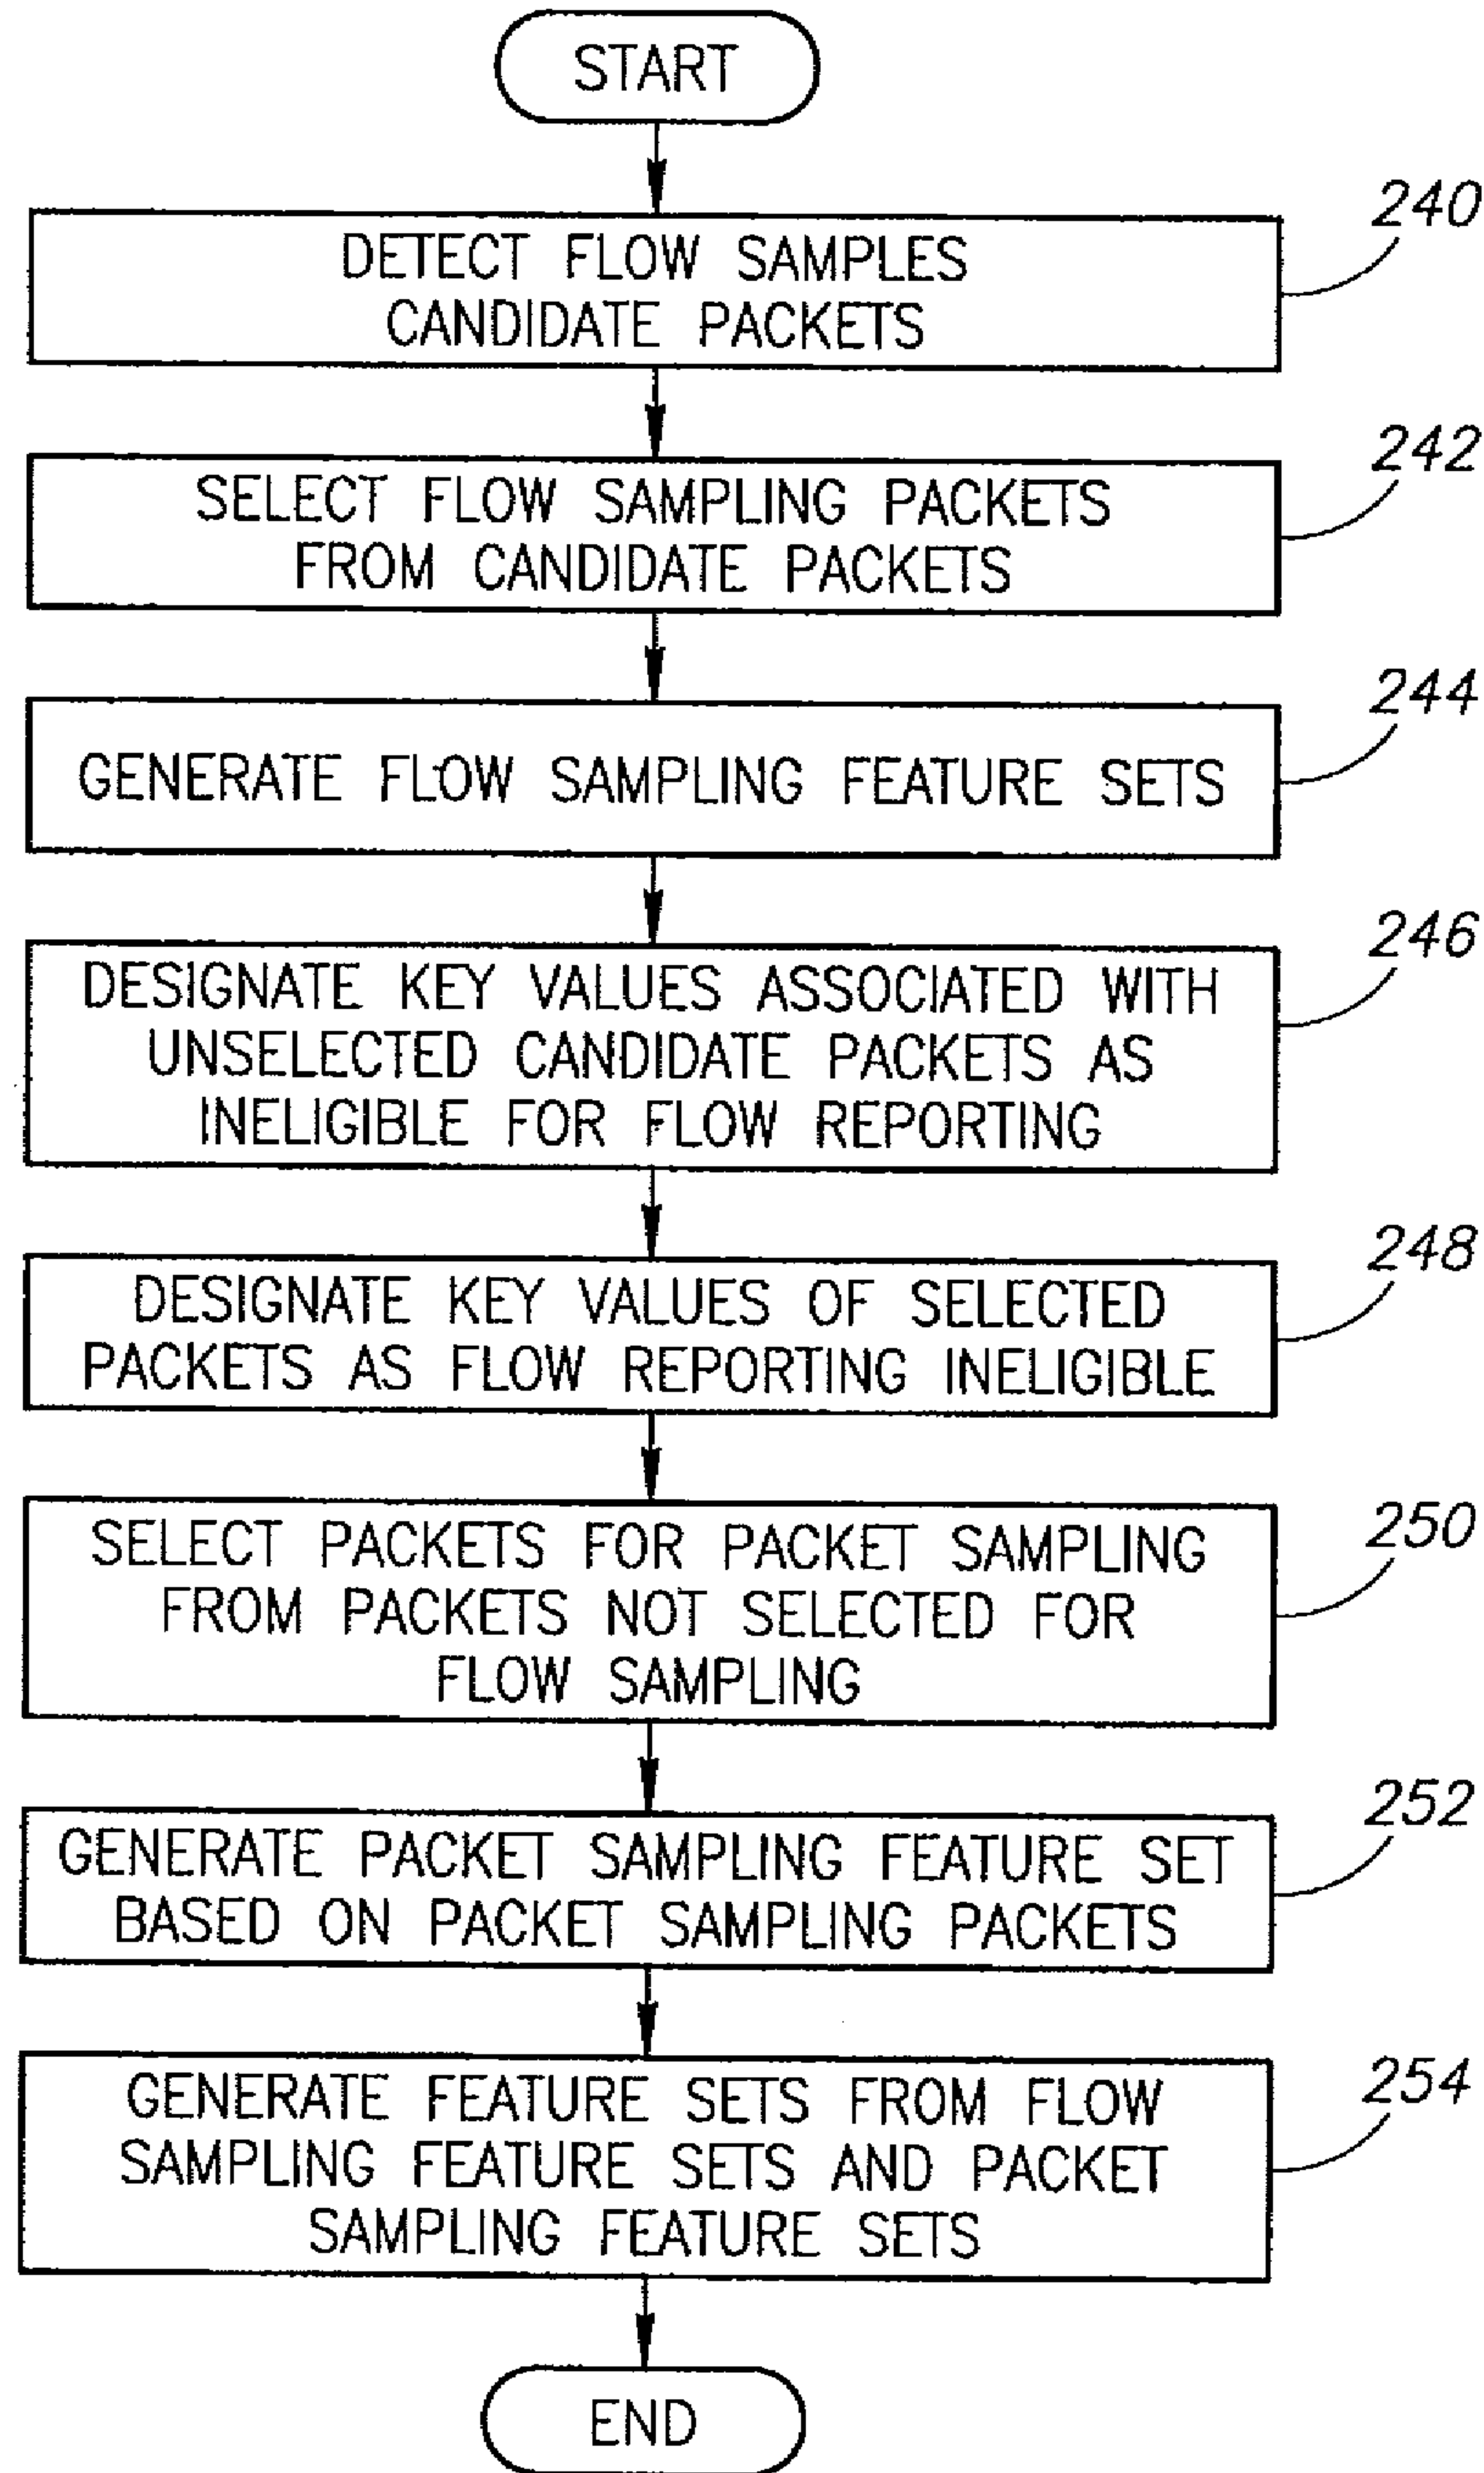 START
240
DETECT FLOW SAMPLES
CANDIDATE PACKETS
242
SELECT FLOW SAMPLING PACKETS
FROM CANDIDATE PACKETS
244
GENERATE FLOW SAMPLING FEATURE SETS
246
DESIGNATE KEY VALUES ASSOCIATED WITH
UNSELECTED CANDIDATE PACKETS AS
INELIGIBLE FOR FLOW REPORTING
248
DESIGNATE KEY VALUES OF SELECTED
PACKETS AS FLOW REPORTING INELIGIBLE
250
SELECT PACKETS FOR PACKET SAMPLING
FROM PACKETS NOT SELECTED FOR
FLOW SAMPLING
252
GENERATE PACKET SAMPLING FEATURE SET
BASED ON PACKET SAMPLING PACKETS
254
GENERATE FEATURE SETS FROM FLOW
SAMPLING FEATURE SETS AND PACKET
SAMPLING FEATURE SETS
END